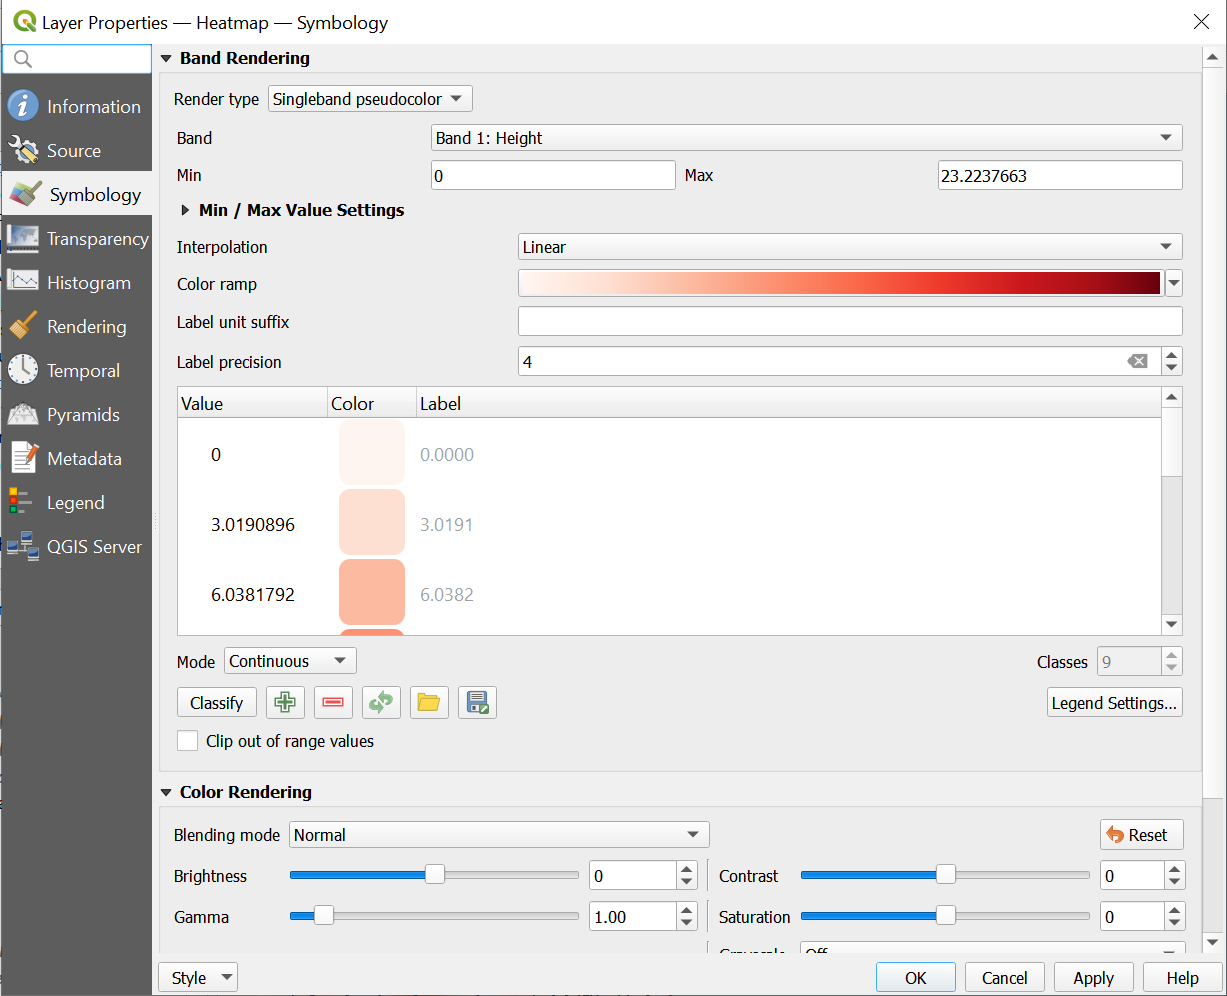 Layer Properties — Heatmap — Symbology
Information
Source
Symbology
Transparency
Histogram
Rendering
Temporal
Pyramids
Metadata
Legend
QGIS Server
Band Rendering
Render type Singleband pseudocolor
Band Band 1: Height
Min 0 Max 23.2237663
Min / Max Value Settings
Interpolation Linear
Color ramp
Label unit suffix
Label precision 4
Value Color Label
0 0.0000
3.0190896 3.0191
6.0381792 6.0382
Mode Continuous Classes 9
Classify Legend Settings...
Clip out of range values
Color Rendering
Blending mode Normal Reset
Brightness 0 Contrast 0
Gamma 1.00 Saturation 0
Off
Style OK Cancel Apply Help